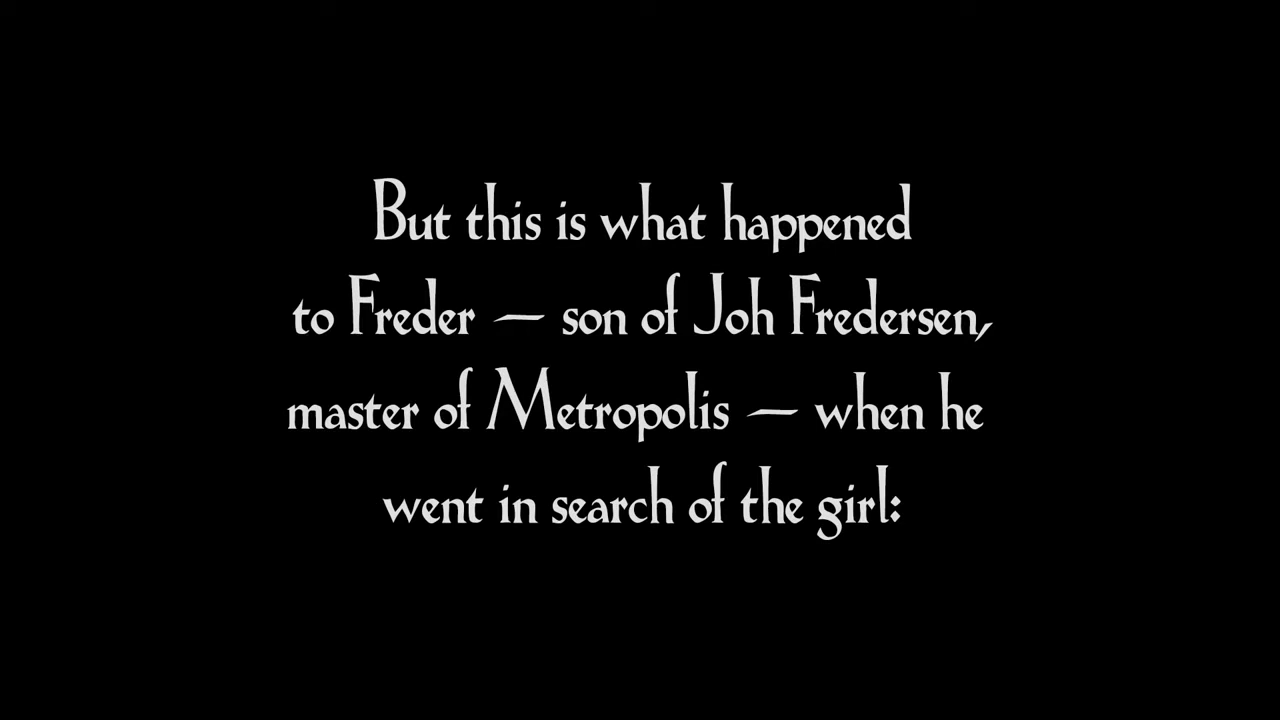 But this is what happened
to Freder — son of Joh Fredersen,
master of Metropolis — when he
went in search of the girl: